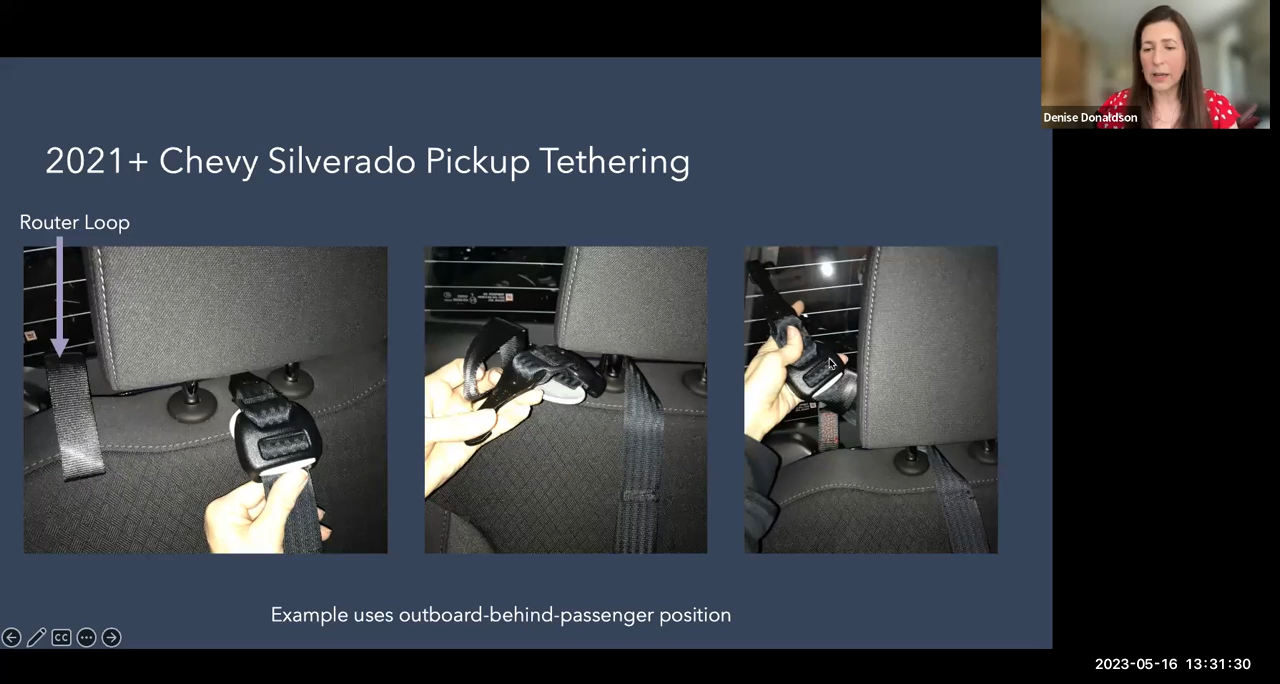 Denise Donaldson
2021+ Chevy Silverado Pickup Tethering
Router Loop
Example uses outboard-behind-passenger position
CC
2023-05-16 13:31:30